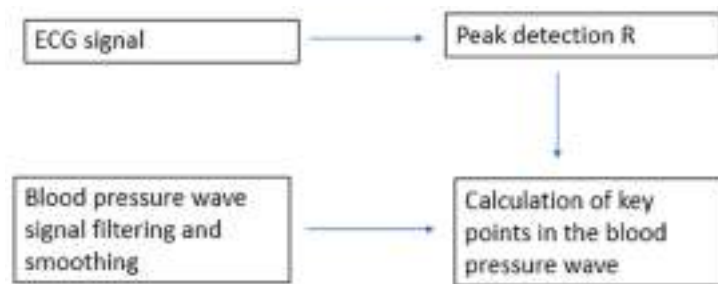 ECG signal
Peak detection R
Blood pressure wave
signal filtering and
smoothing
Calculation of key
points in the blood
pressure wave